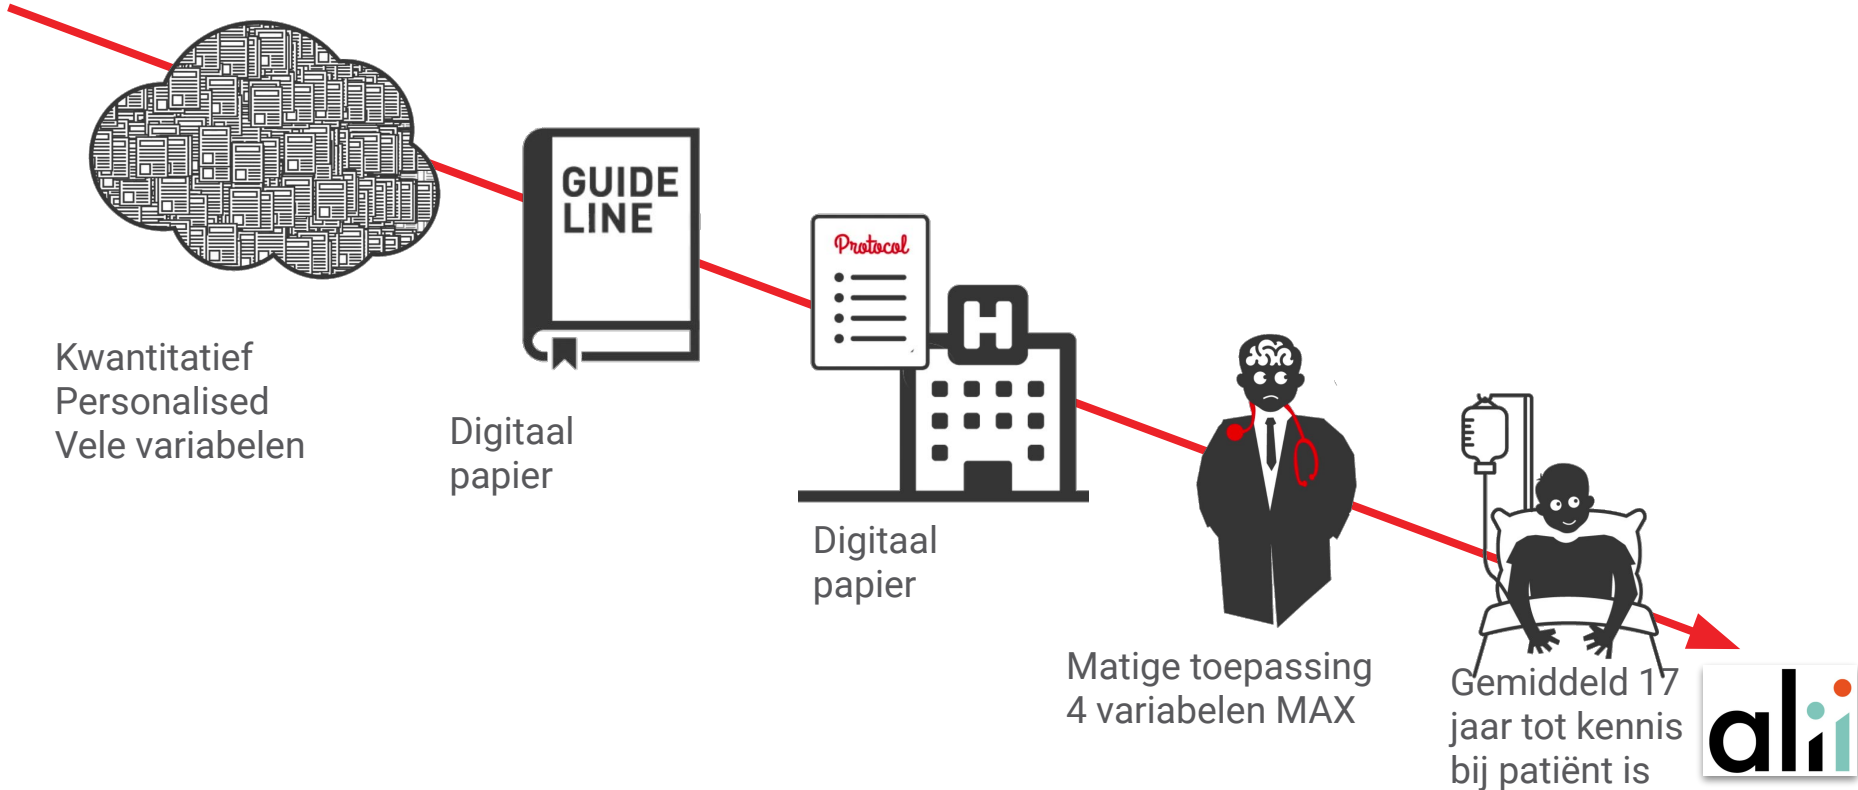 GUIDE
LINE
Protocol
H
Kwantitatief
Personalised
Vele variabelen
Digitaal
papier
Digitaal
papier
Matige toepassing
4 variabelen MAX
Gemiddeld 17
jaar tot kennis
bij patiënt is
alii